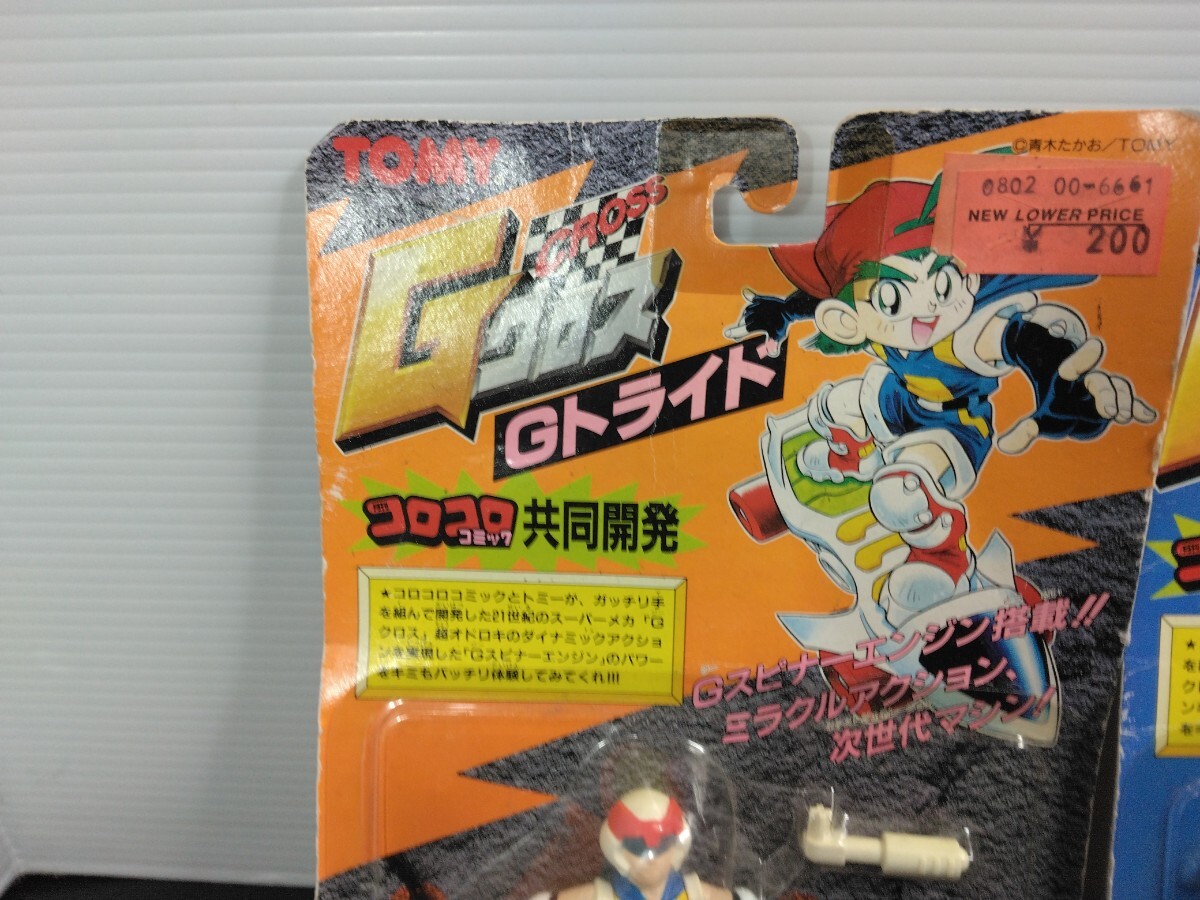 TOMY
©青木たかお/TOMY
0802 00-6661
NEW LOWER PRICE
¥ 200
G CROSS
クロス
Gトライド
コロコロ
コミック
共同開発
★コロコロコミックとトミーが、ガッチリ手
を組んで開発した21世紀のスーパーメカ「G
クロス」超オドロキのダイナミックアクショ
ンを実現した「Gスピナーエンジン」のパワー
をキミもバッチリ体験してみてくれ!!!
Gスピナーエンジン搭載!!
ミラクルアクション・
次世代マシン!